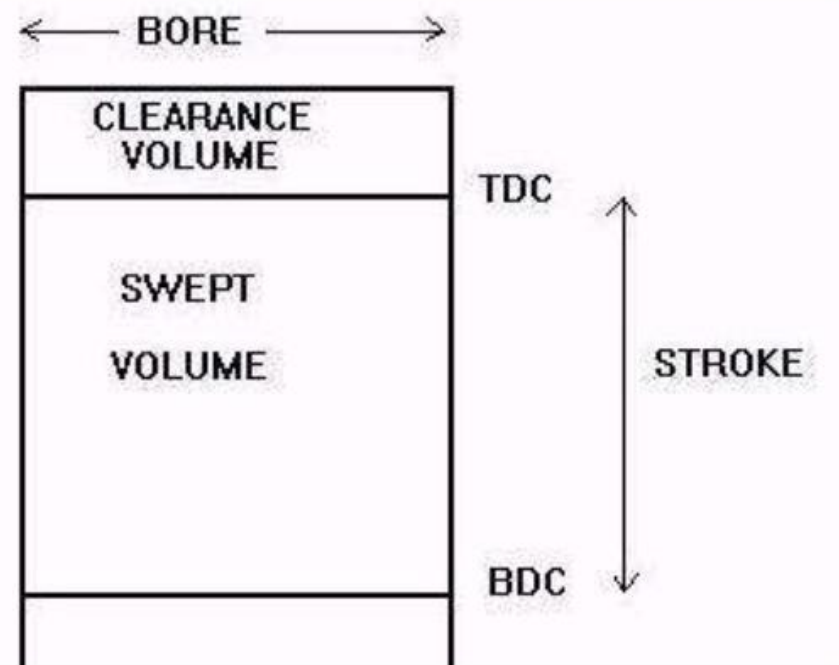 BORE
CLEARANCE
VOLUME
TDC
SWEPT
VOLUME
STROKE
BDC